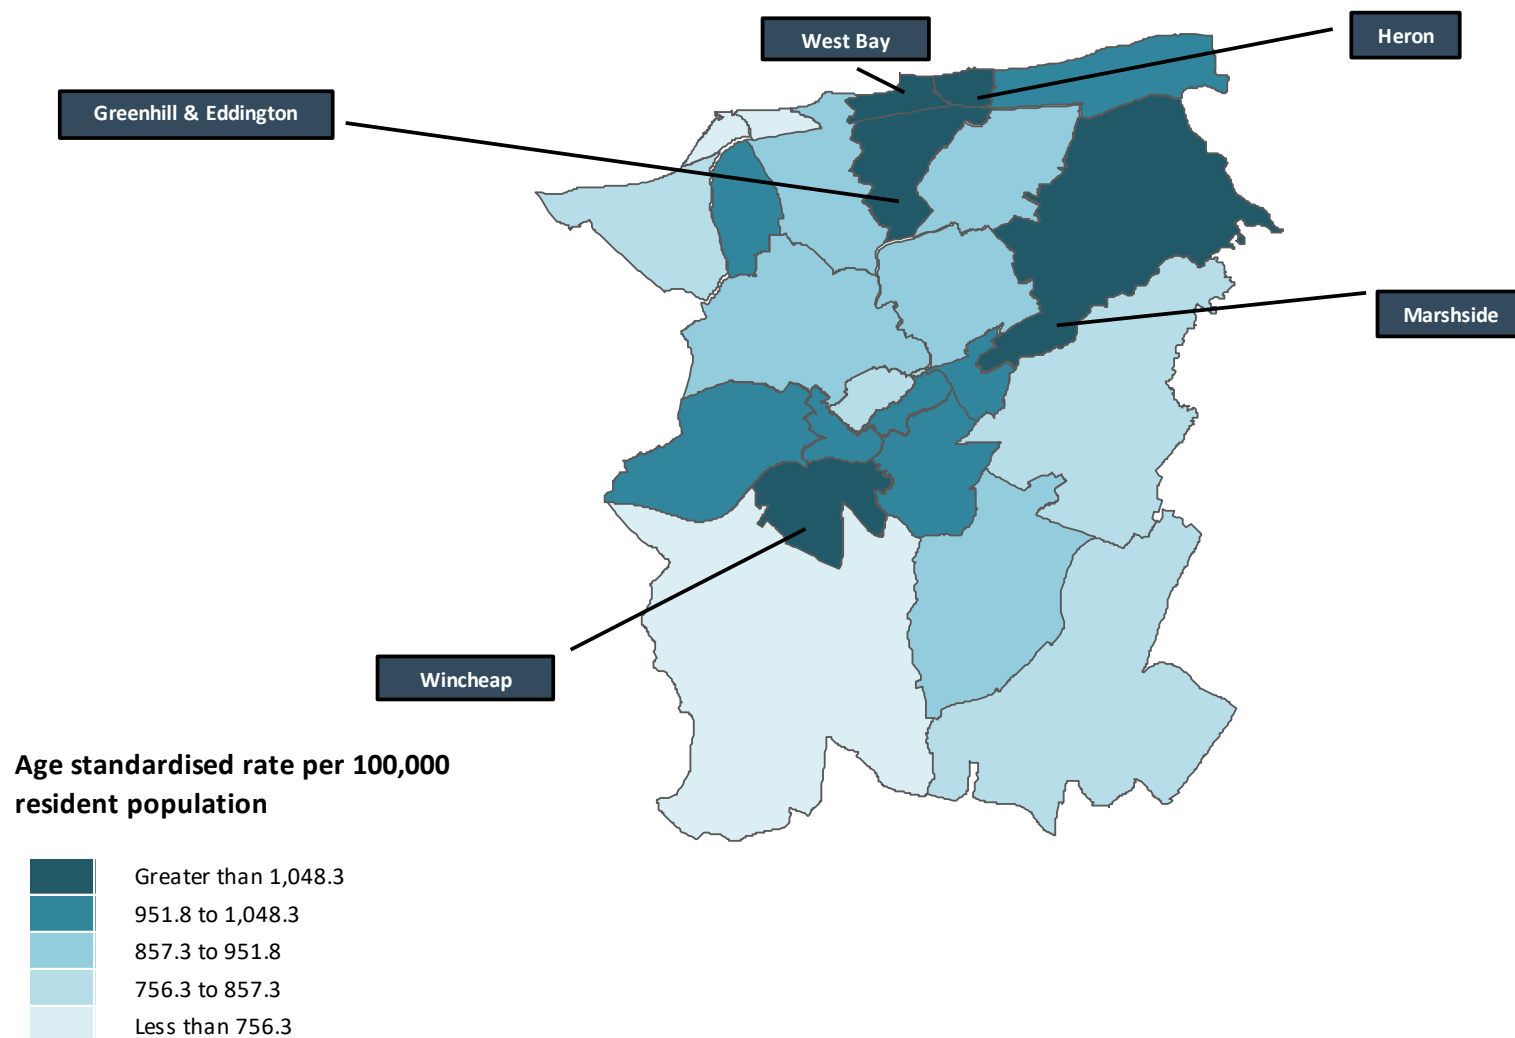 West Bay
Heron
Greenhill & Eddington
Marshside
Wincheap
Age standardised rate per 100,000
resident population
Greater than 1,048.3
951.8 to 1,048.3
857.3 to 951.8
756.3 to 857.3
Less than 756.3